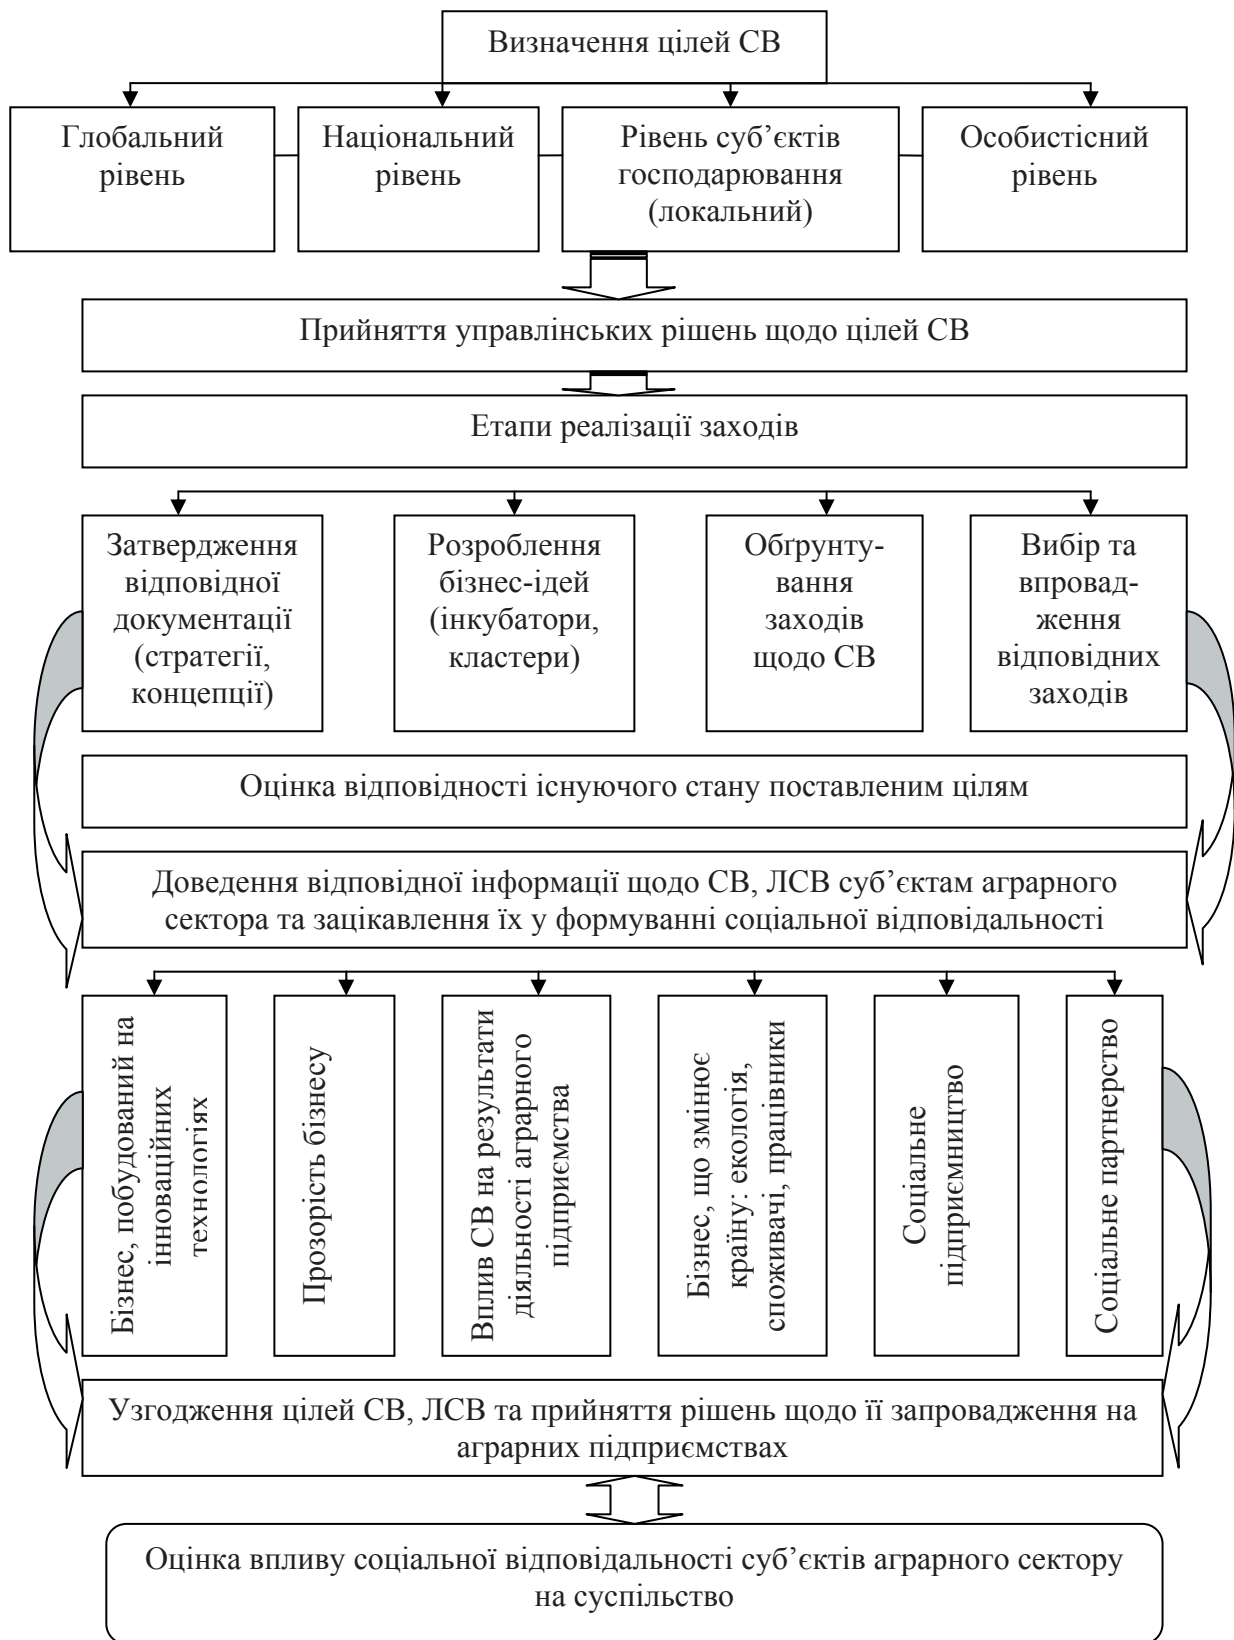 Визначення цілей СВ
Глобальний
рівень
Національний
рівень
Рівень суб’єктів
господарювання
(локальний)
Особистісний
рівень
Прийняття управлінських рішень щодо цілей СВ
Етапи реалізації заходів
Затвердження
відповідної
документації
(стратегії,
концепції)
Розроблення
бізнес-ідей
(інкубатори,
кластери)
Обґрунту-
вання
заходів
щодо СВ
Вибір та
впровад-
ження
відповідних
заходів
Оцінка відповідності існуючого стану поставленим цілям
Доведення відповідної інформації щодо СВ, ЛСВ суб’єктам аграрного
сектора та зацікавлення їх у формуванні соціальної відповідальності
Бізнес, побудований на
інноваційних
технологіях
Прозорість бізнесу
Вплив СВ на результати
діяльності аграрного
підприємства
Бізнес, що змінює
країну: екологія,
споживачі, працівники
Соціальне
підприємництво
Соціальне партнерство
Узгодження цілей СВ, ЛСВ та прийняття рішень щодо її запровадження на
аграрних підприємствах
Оцінка впливу соціальної відповідальності суб’єктів аграрного сектору
на суспільство